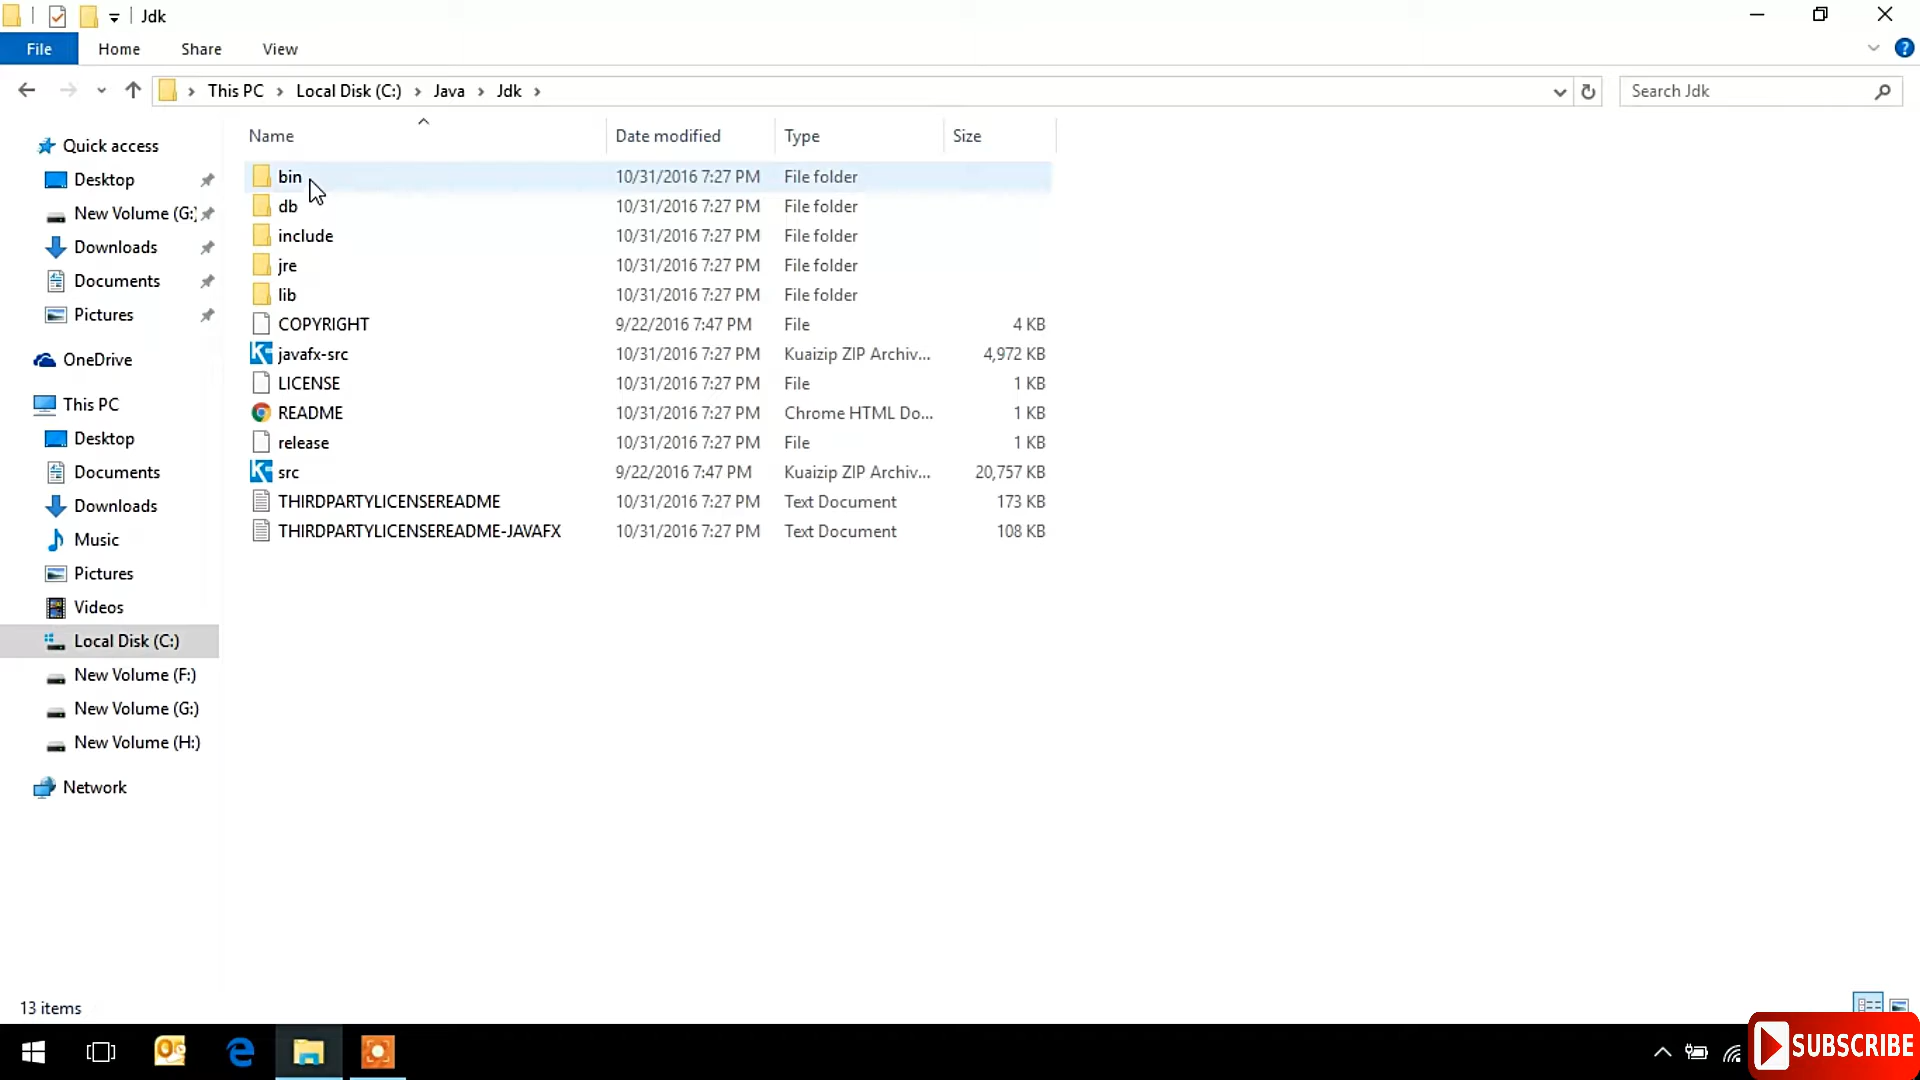 Jdk
File Home Share View
This PC Local Disk (C:) Java Jdk
Search Jdk
Name Date modified Type Size
Quick access
Desktop
New Volume (G:)
Downloads
Documents
Pictures
OneDrive
This PC
Desktop
Documents
Downloads
Music
Pictures
Videos
Local Disk (C:)
New Volume (F:)
New Volume (G:)
New Volume (H:)
Network
bin 10/31/2016 7:27 PM File folder
db 10/31/2016 7:27 PM File folder
include 10/31/2016 7:27 PM File folder
jre 10/31/2016 7:27 PM File folder
lib 10/31/2016 7:27 PM File folder
COPYRIGHT 9/22/2016 7:47 PM File 4 KB
javafx-src 10/31/2016 7:27 PM Kuaizip ZIP Archiv... 4,972 KB
LICENSE 10/31/2016 7:27 PM File 1 KB
README 10/31/2016 7:27 PM Chrome HTML Do... 1 KB
release 10/31/2016 7:27 PM File 1 KB
src 9/22/2016 7:47 PM Kuaizip ZIP Archiv... 20,757 KB
THIRDPARTYLICENSEREADME 10/31/2016 7:27 PM Text Document 173 KB
THIRDPARTYLICENSEREADME-JAVAFX 10/31/2016 7:27 PM Text Document 108 KB
13 items
SUBSCRIBE